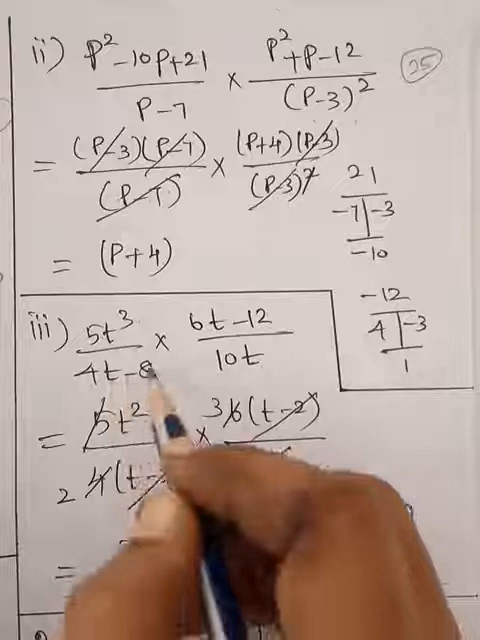 ii) P² - 10P + 21 / P - 7 × P² + P - 12 / (P - 3)²
25
= (P - 3)(P - 7) / (P - 7) × (P + 4)(P - 3) / (P - 3)²
21
-7 | -3
-10
= (P + 4)
-12
4 | -3
1
iii) 5t³ / 4t - 8 × 6t - 12 / 10t
= 5t² × 3 6(t - 2)
2 4(t -
=